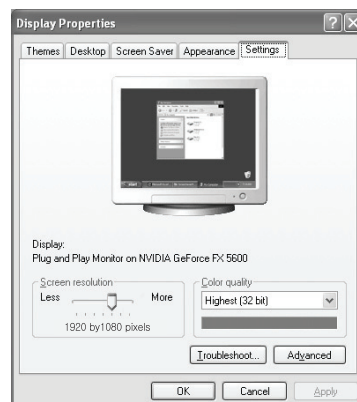 Display Properties
Themes Desktop Screen Saver Appearance Settings
Display:
Plug and Play Monitor on NVIDIA GeForce FX 5600
Screen resolution
Less More
1920 by1080 pixels
Color quality
Highest (32 bit)
Troubleshoot... Advanced
OK Cancel Apply